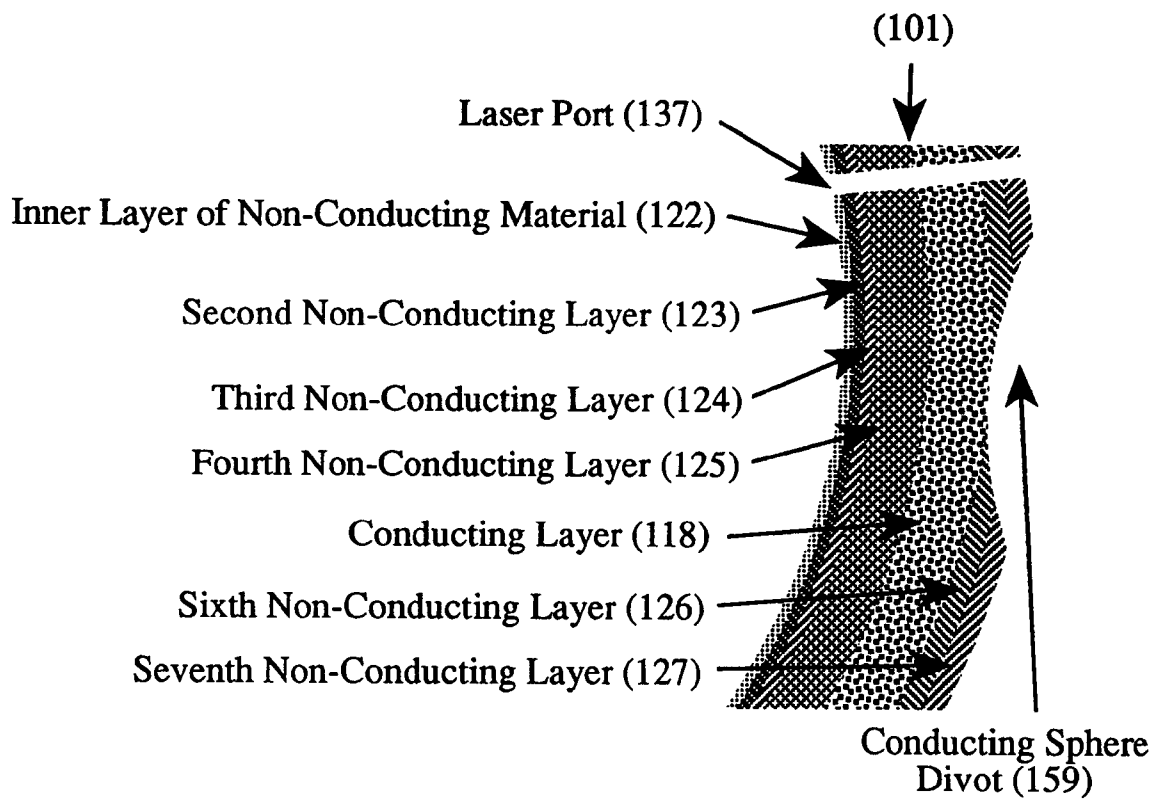 (101)
Laser Port (137)
Inner Layer of Non-Conducting Material (122)
Second Non-Conducting Layer (123)
Third Non-Conducting Layer (124)
Fourth Non-Conducting Layer (125)
Conducting Layer (118)
Sixth Non-Conducting Layer (126)
Seventh Non-Conducting Layer (127)
Conducting Sphere
Divot (159)